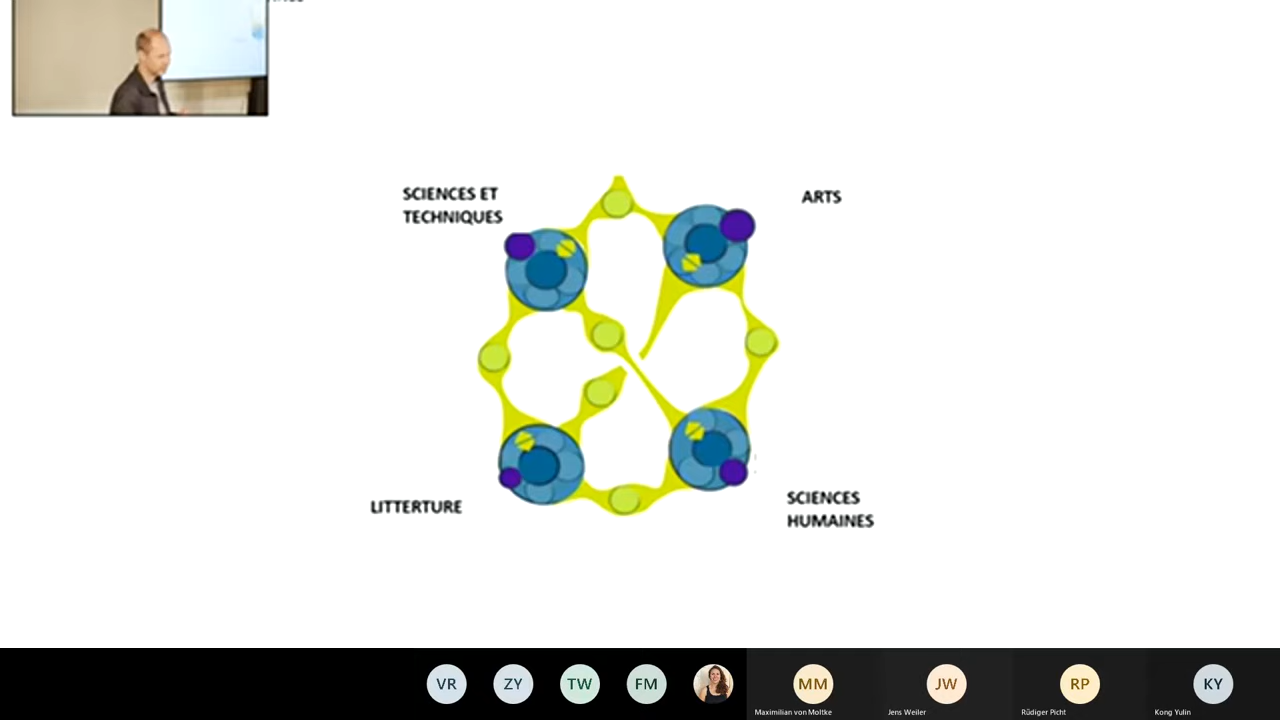 SCIENCES ET
TECHNIQUES
ARTS
LITTERTURE
SCIENCES
HUMAINES
VR
ZY
TW
FM
MM
JW
RP
KY
Maximilian von Moltke
Jens Weiler
Rüdiger Picht
Kong Yulin